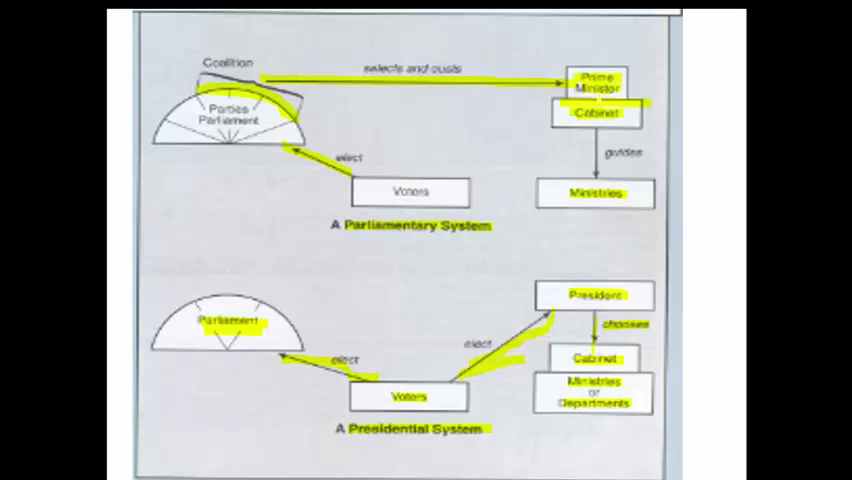 Coalition
selects and ousts
Prime
Minister
Parties
Parliament
Cabinet
elect
guides
Voters
Ministries
A Parliamentary System
President
Parliament
chooses
elect
elect
Cabinet
Voters
Ministries
or
Departments
A Presidential System